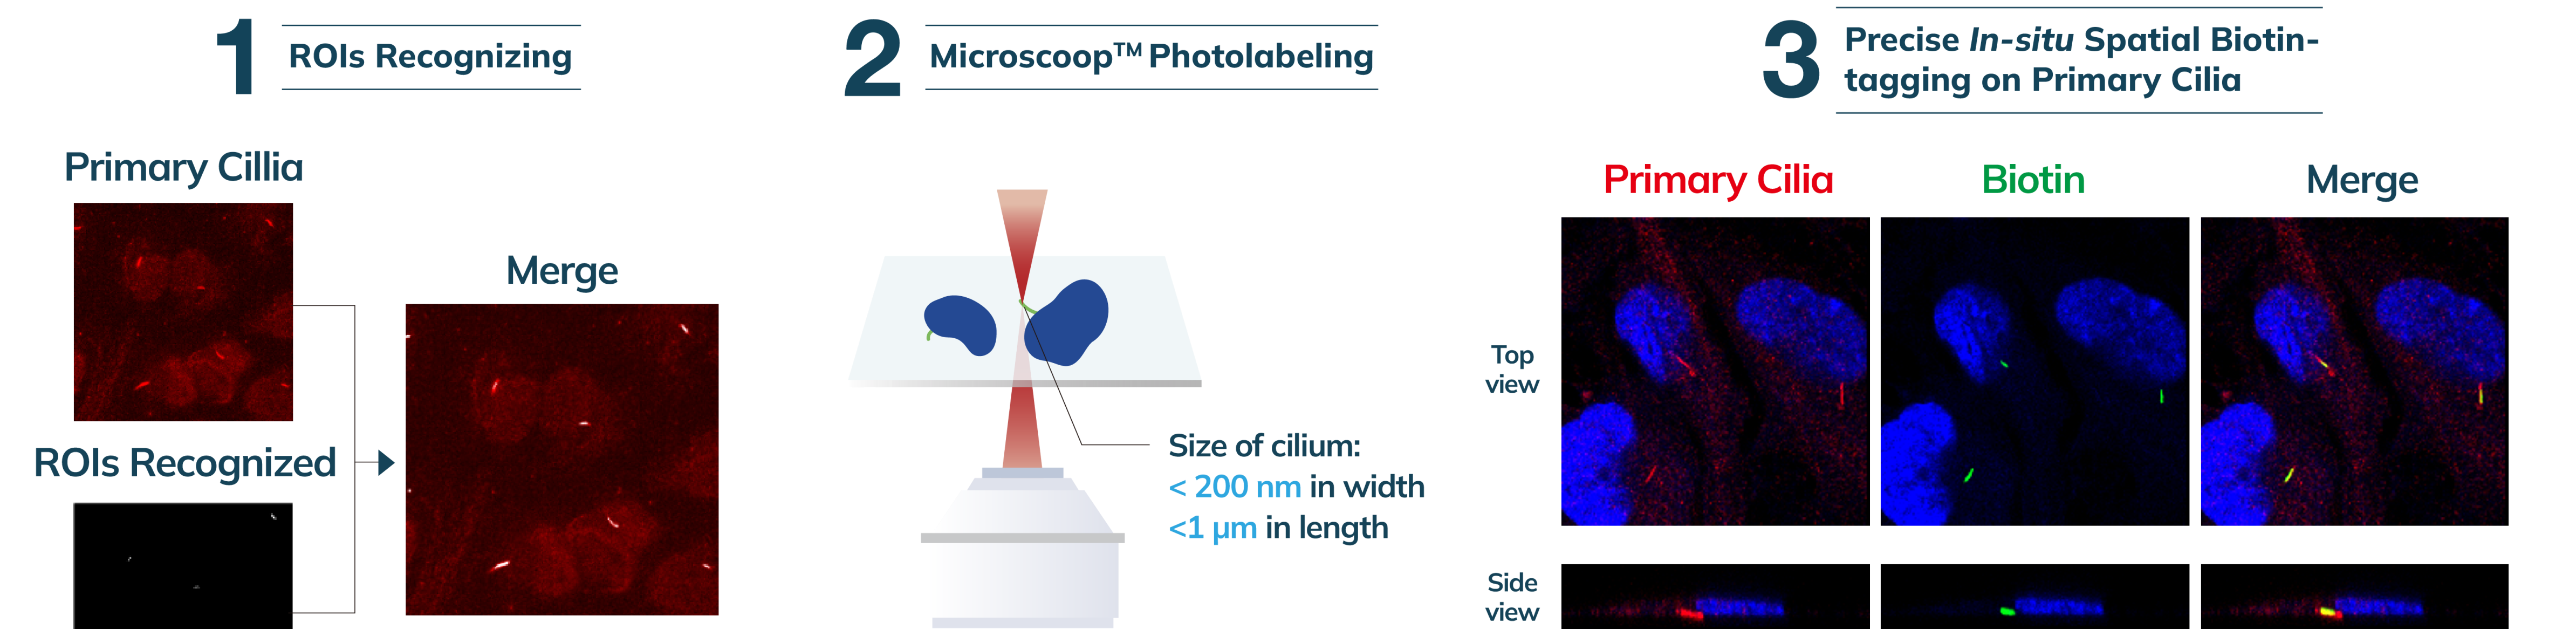 1
ROIs Recognizing
Primary Cillia
ROIs Recognized
Merge
2
Microscoop™ Photolabeling
Size of cilium:
< 200 nm in width
<1 µm in length
3
Precise In-situ Spatial Biotin-
tagging on Primary Cilia
Primary Cilia
Biotin
Merge
Top
view
Side
view